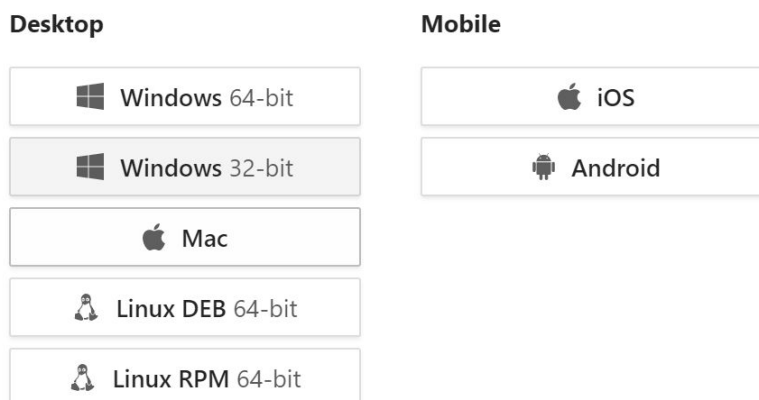 Desktop
Windows 64-bit
Windows 32-bit
Mac
Linux DEB 64-bit
Linux RPM 64-bit
Mobile
iOS
Android